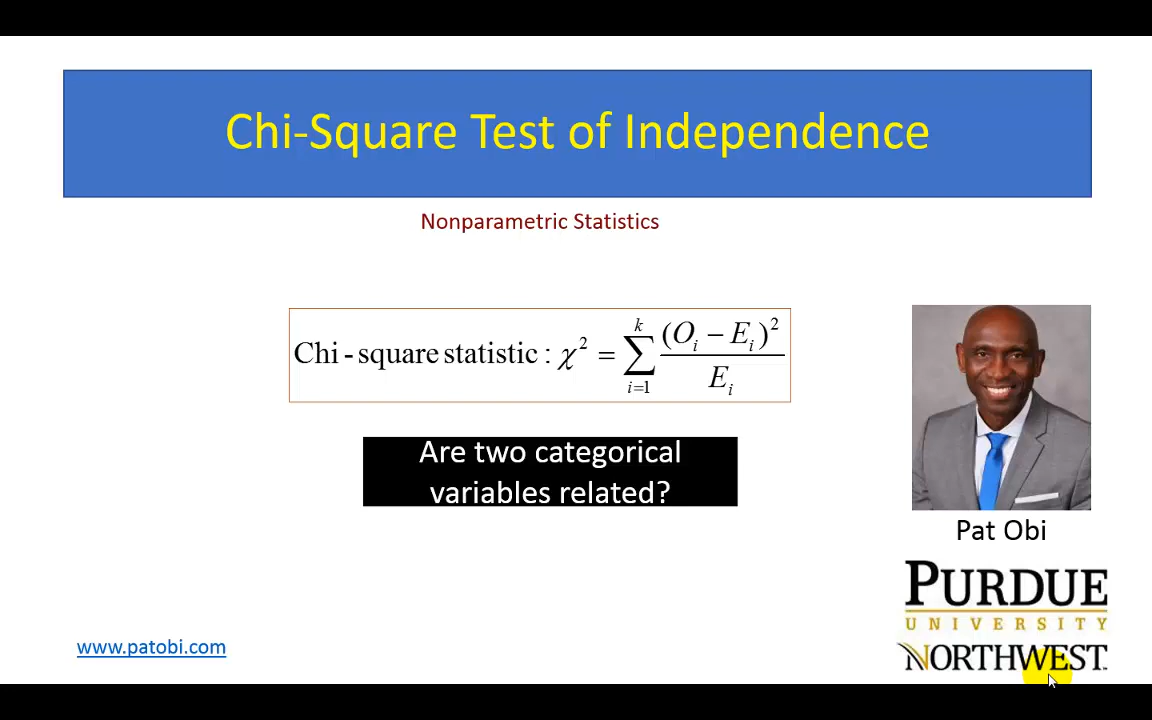 Chi-Square Test of Independence
Nonparametric Statistics
Chi - square statistic : χ² = ∑_{i=1}^{k} (O_i − E_i)² / E_i
Are two categorical
variables related?
Pat Obi
PURDUE
UNIVERSITY
NORTHWEST
www.patobi.com